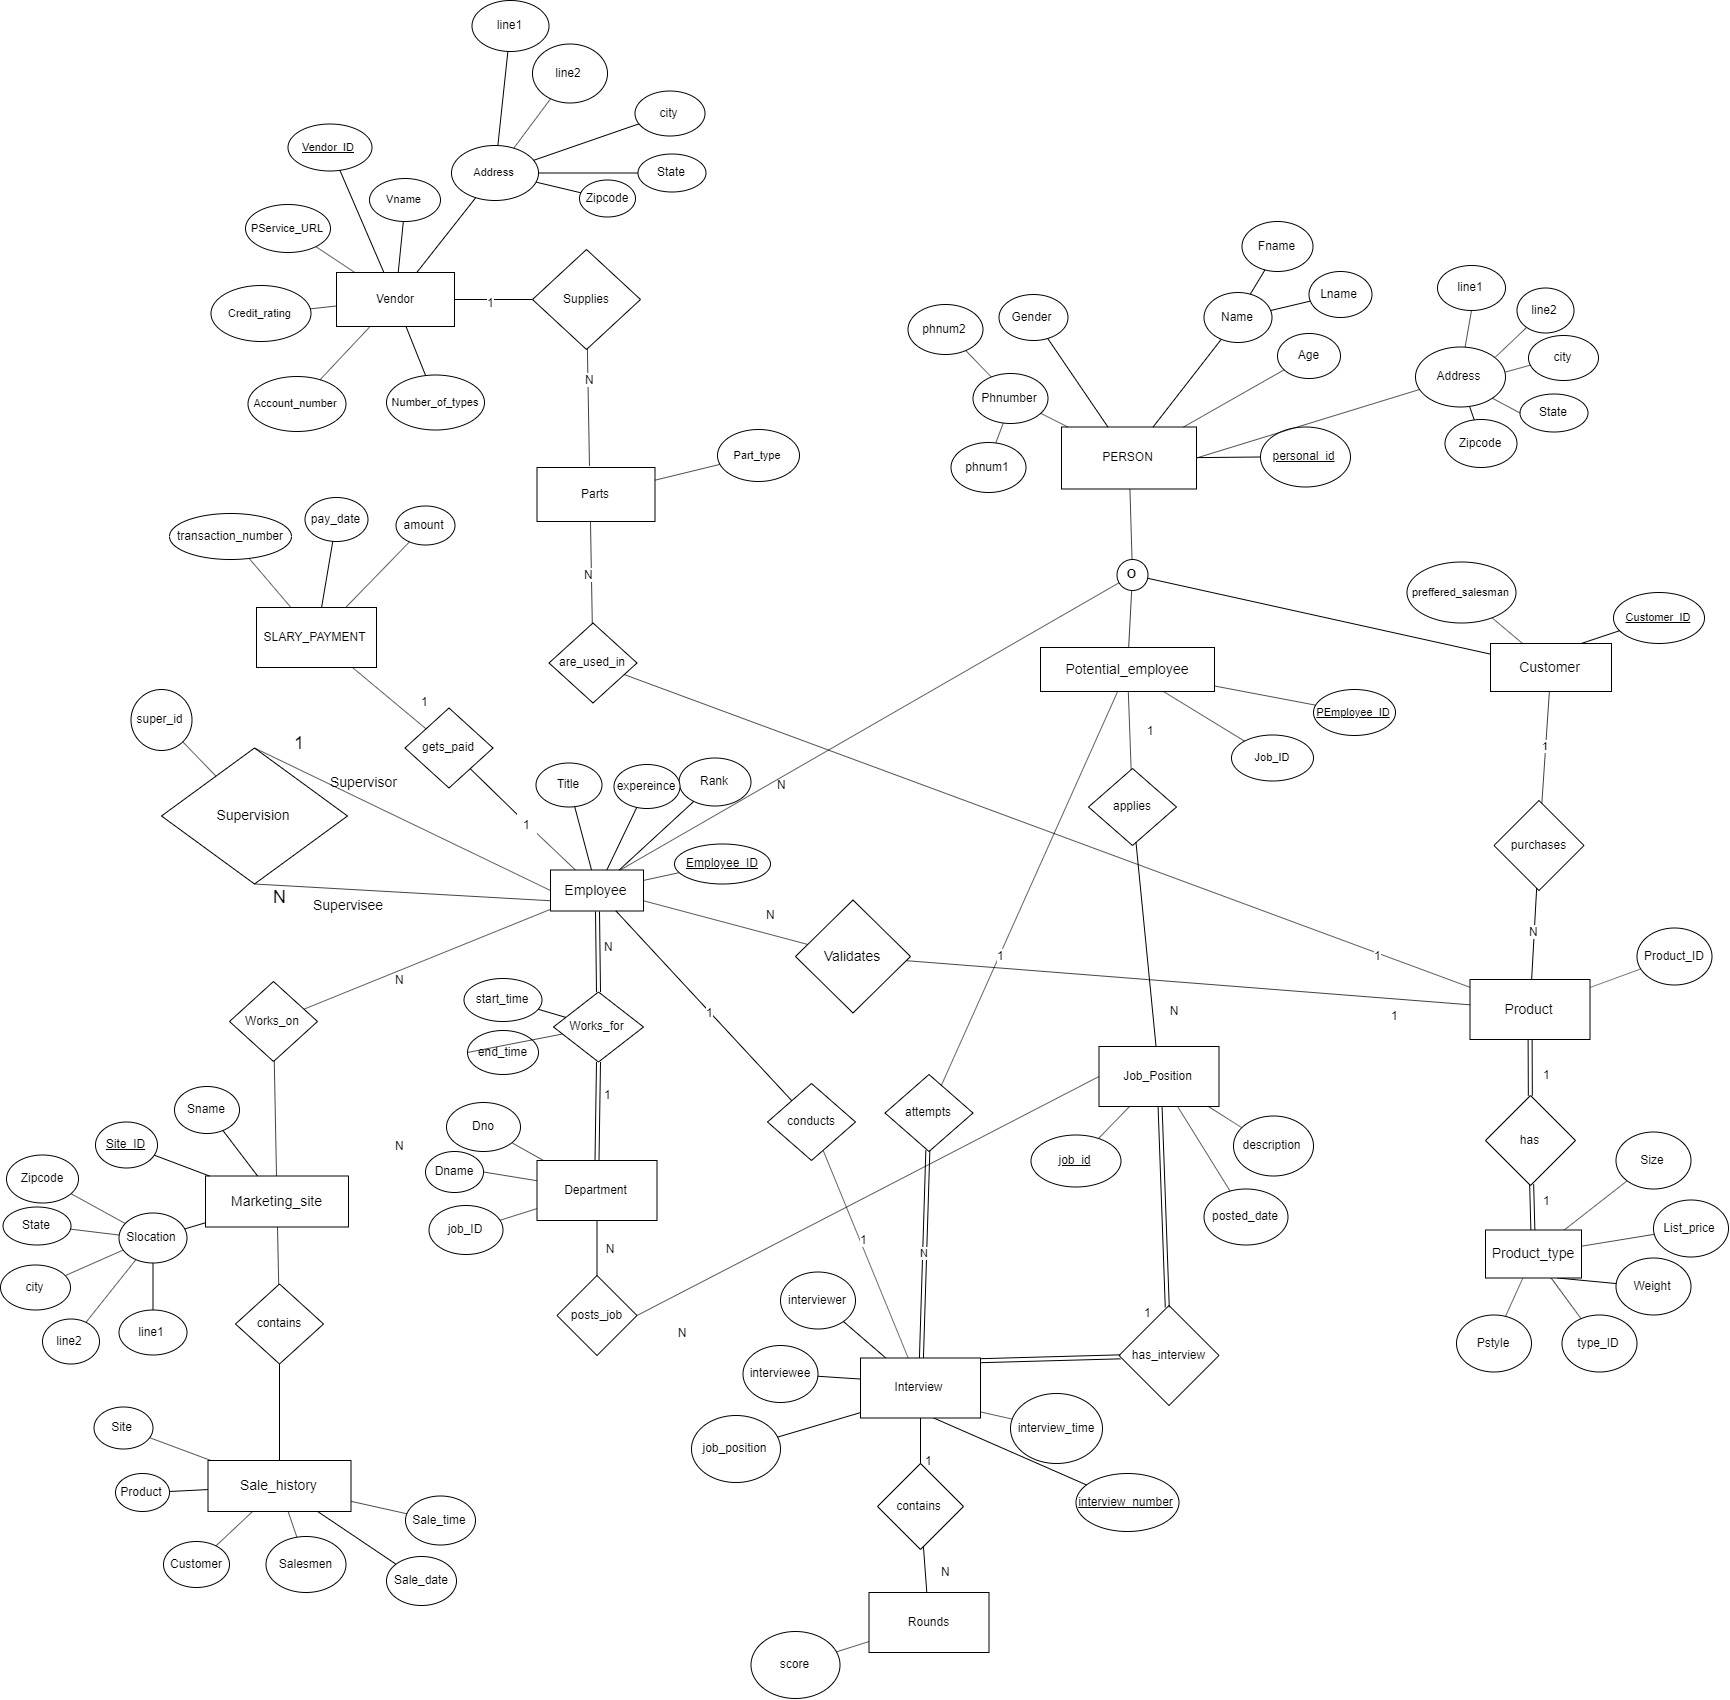 line1
line2
city
Vendor_ID
Address
State
Vname
Zipcode
PService_URL
Fname
Vendor
1
Supplies
Lname
line1
Credit_rating
Name
line2
Gender
phnum2
Age
city
N
Address
Account_number
Number_of_types
Phnumber
State
Zipcode
Part_type
PERSON
personal_id
phnum1
Parts
pay_date
amount
transaction_number
N
O
preffered_salesman
Customer_ID
SLARY_PAYMENT
are_used_in
Potential_employee
Customer
1
PEmployee_ID
super_id
1
1
gets_paid
1
Job_ID
Supervisor
Title
expereince
Rank
N
applies
Supervision
1
purchases
Employee_ID
Employee
N
Supervisee
N
N
N
Validates
1
1
Product_ID
N
start_time
1
N
1
Product
Works_on
Works_for
end_time
Job_Position
1
1
Sname
attempts
conducts
Dno
has
Site_ID
N
description
job_id
Size
Dname
Zipcode
Department
1
Marketing_site
posted_date
State
Slocation
job_ID
List_price
1
N
N
Product_type
city
Weight
interviewer
1
contains
posts_job
line1
N
line2
Pstyle
type_ID
has_interview
interviewee
Interview
Site
interview_time
job_position
1
Sale_history
Product
contains
interview_number
Sale_time
Customer
Salesmen
N
Sale_date
Rounds
score